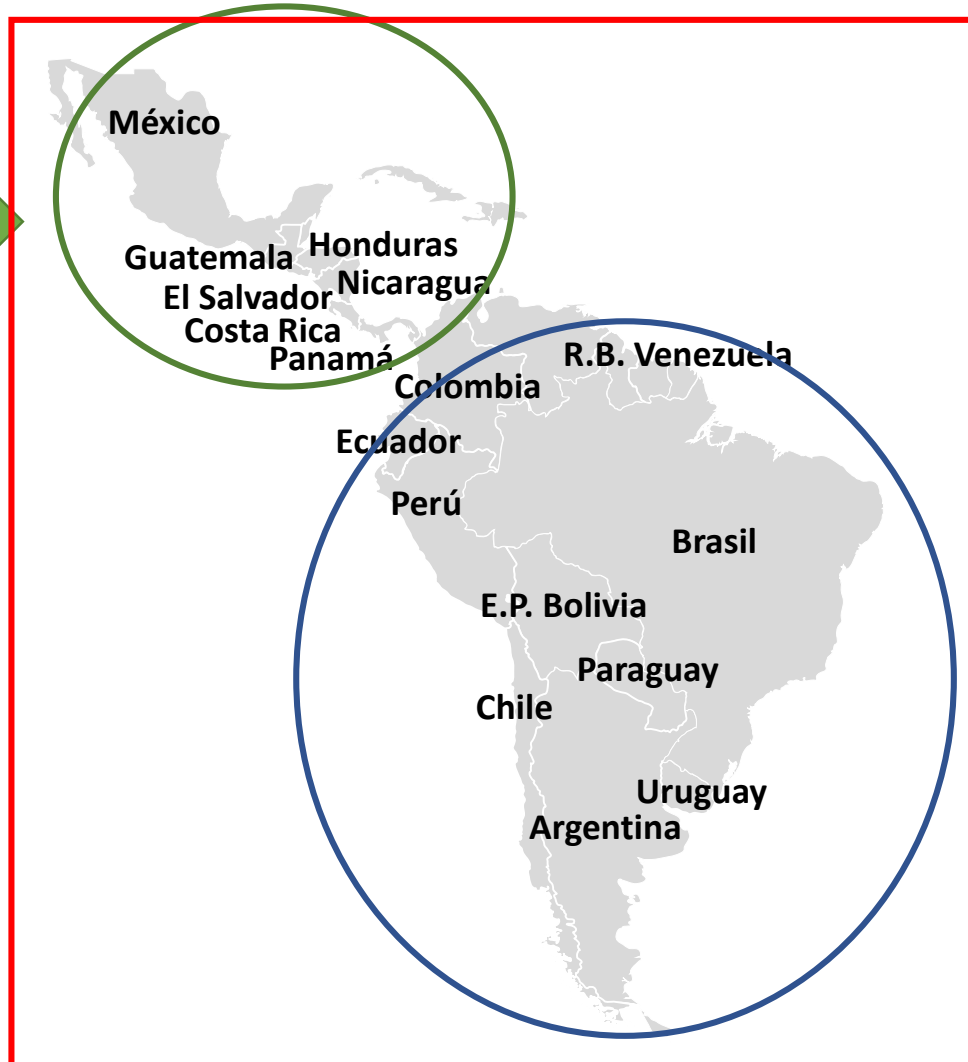 México
Honduras
Guatemala
Nicaragua
El Salvador
Costa Rica
Panamá
R.B. Venezuela
Colombia
Ecuador
Perú
Brasil
E.P. Bolivia
Paraguay
Chile
Uruguay
Argentina